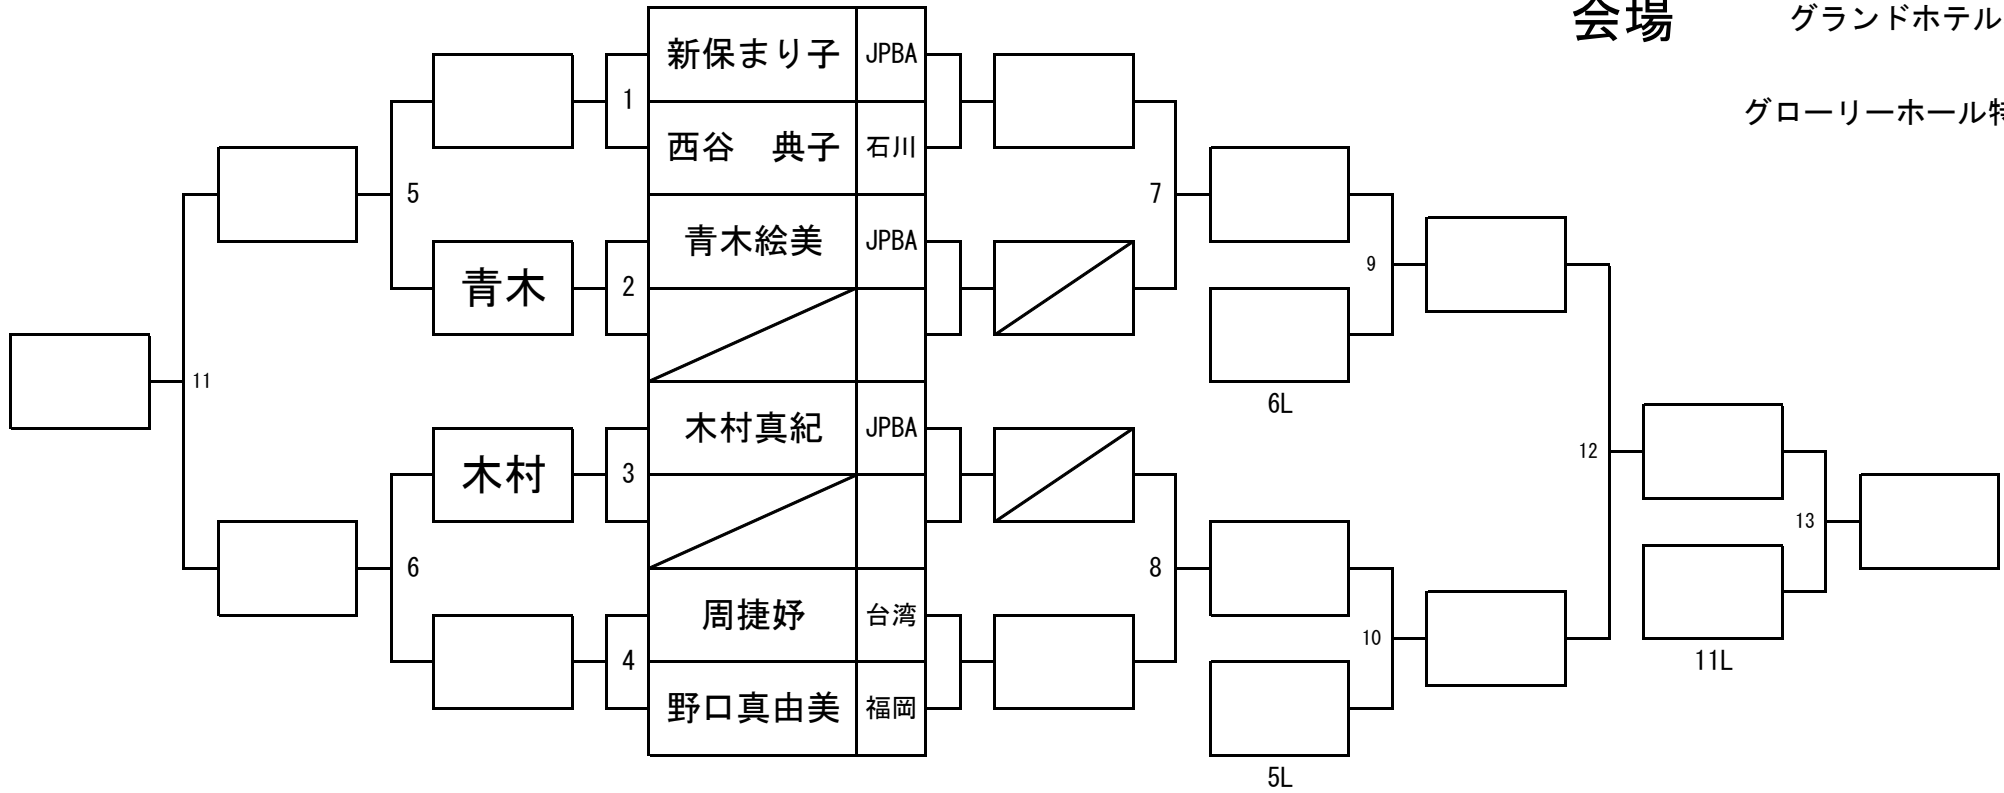 会場
グランドホテル
グローリーホール特
新保まり子 JPBA
1
西谷　典子 石川
5
7
青木絵美 JPBA
9
青木
2
11
6L
木村真紀 JPBA
12
木村
3
13
6
8
周捷妤 台湾
10
4
11L
野口真由美 福岡
5L